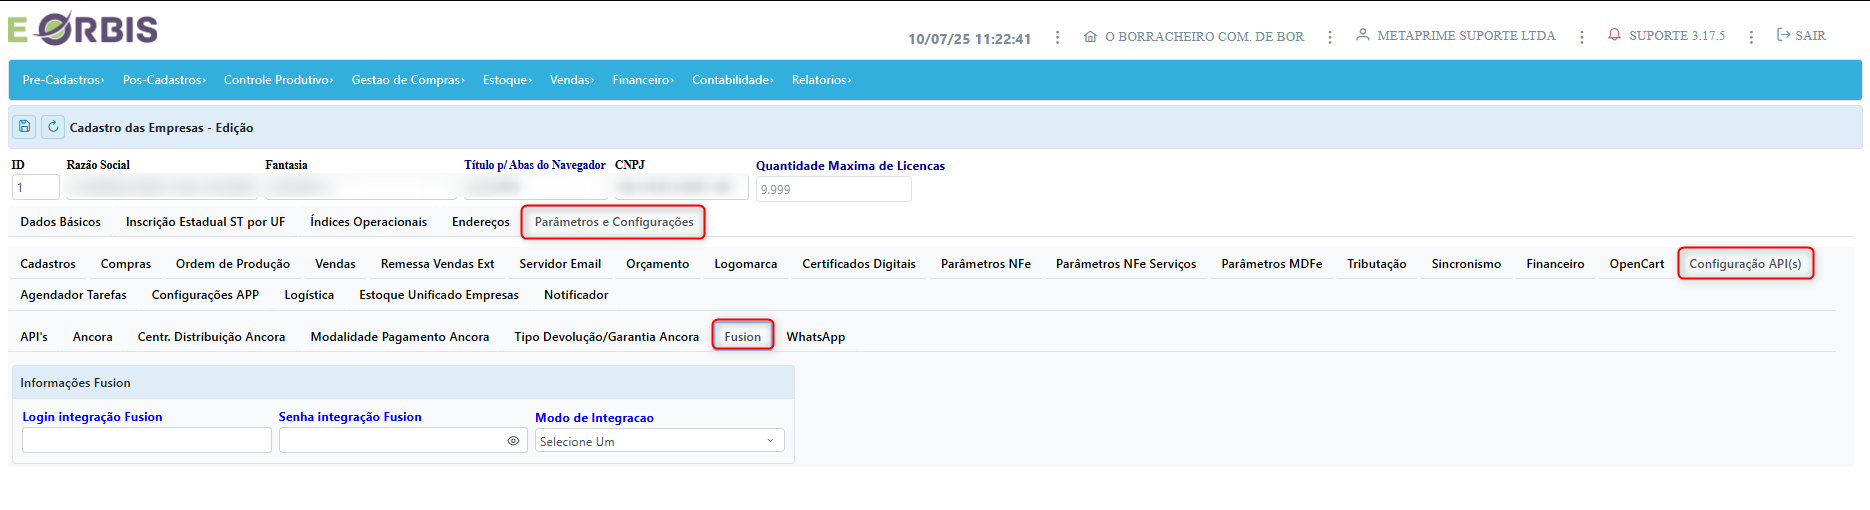 E ORBIS
10/07/25 11:22:41 O BORRACHEIRO COM. DE BOR METAPRIME SUPORTE LTDA SUPORTE 3.17.5 SAIR
Pre-Cadastros› Pos-Cadastros› Controle Produtivo› Gestao de Compras› Estoque› Vendas› Financeiro› Contabilidade› Relatorios›
Cadastro das Empresas - Edição
ID Razão Social Fantasia Título p/ Abas do Navegador CNPJ Quantidade Maxima de Licencas
1 9.999
Dados Básicos Inscrição Estadual ST por UF Índices Operacionais Endereços Parâmetros e Configurações
Cadastros Compras Ordem de Produção Vendas Remessa Vendas Ext Servidor Email Orçamento Logomarca Certificados Digitais Parâmetros NFe Parâmetros NFe Serviços Parâmetros MDFe Tributação Sincronismo Financeiro OpenCart Configuração API(s)
Agendador Tarefas Configurações APP Logística Estoque Unificado Empresas Notificador
API's Ancora Centr. Distribuição Ancora Modalidade Pagamento Ancora Tipo Devolução/Garantia Ancora Fusion WhatsApp
Informações Fusion
Login integração Fusion Senha integração Fusion Modo de Integracao
Selecione Um